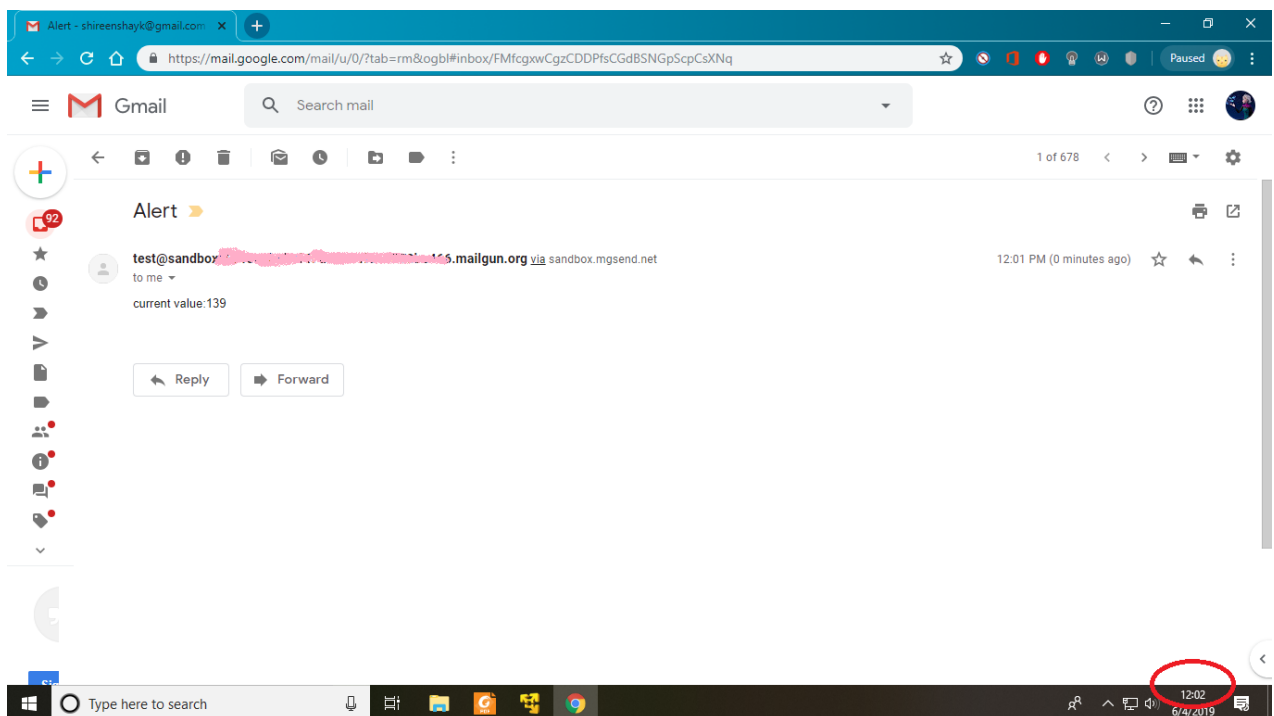 Alert - shireenshayk@gmail.com
https://mail.google.com/mail/u/0/?tab=rm&ogbl#inbox/FMfcgxwCgzCDDPfsCGdBSNGpScpCsXNq
Paused
Gmail
Search mail
1 of 678
Alert
92
test@sandbox .mailgun.org via sandbox.mgsend.net
12:01 PM (0 minutes ago)
to me
current value:139
Reply
Forward
Type here to search
12:02
6/4/2019